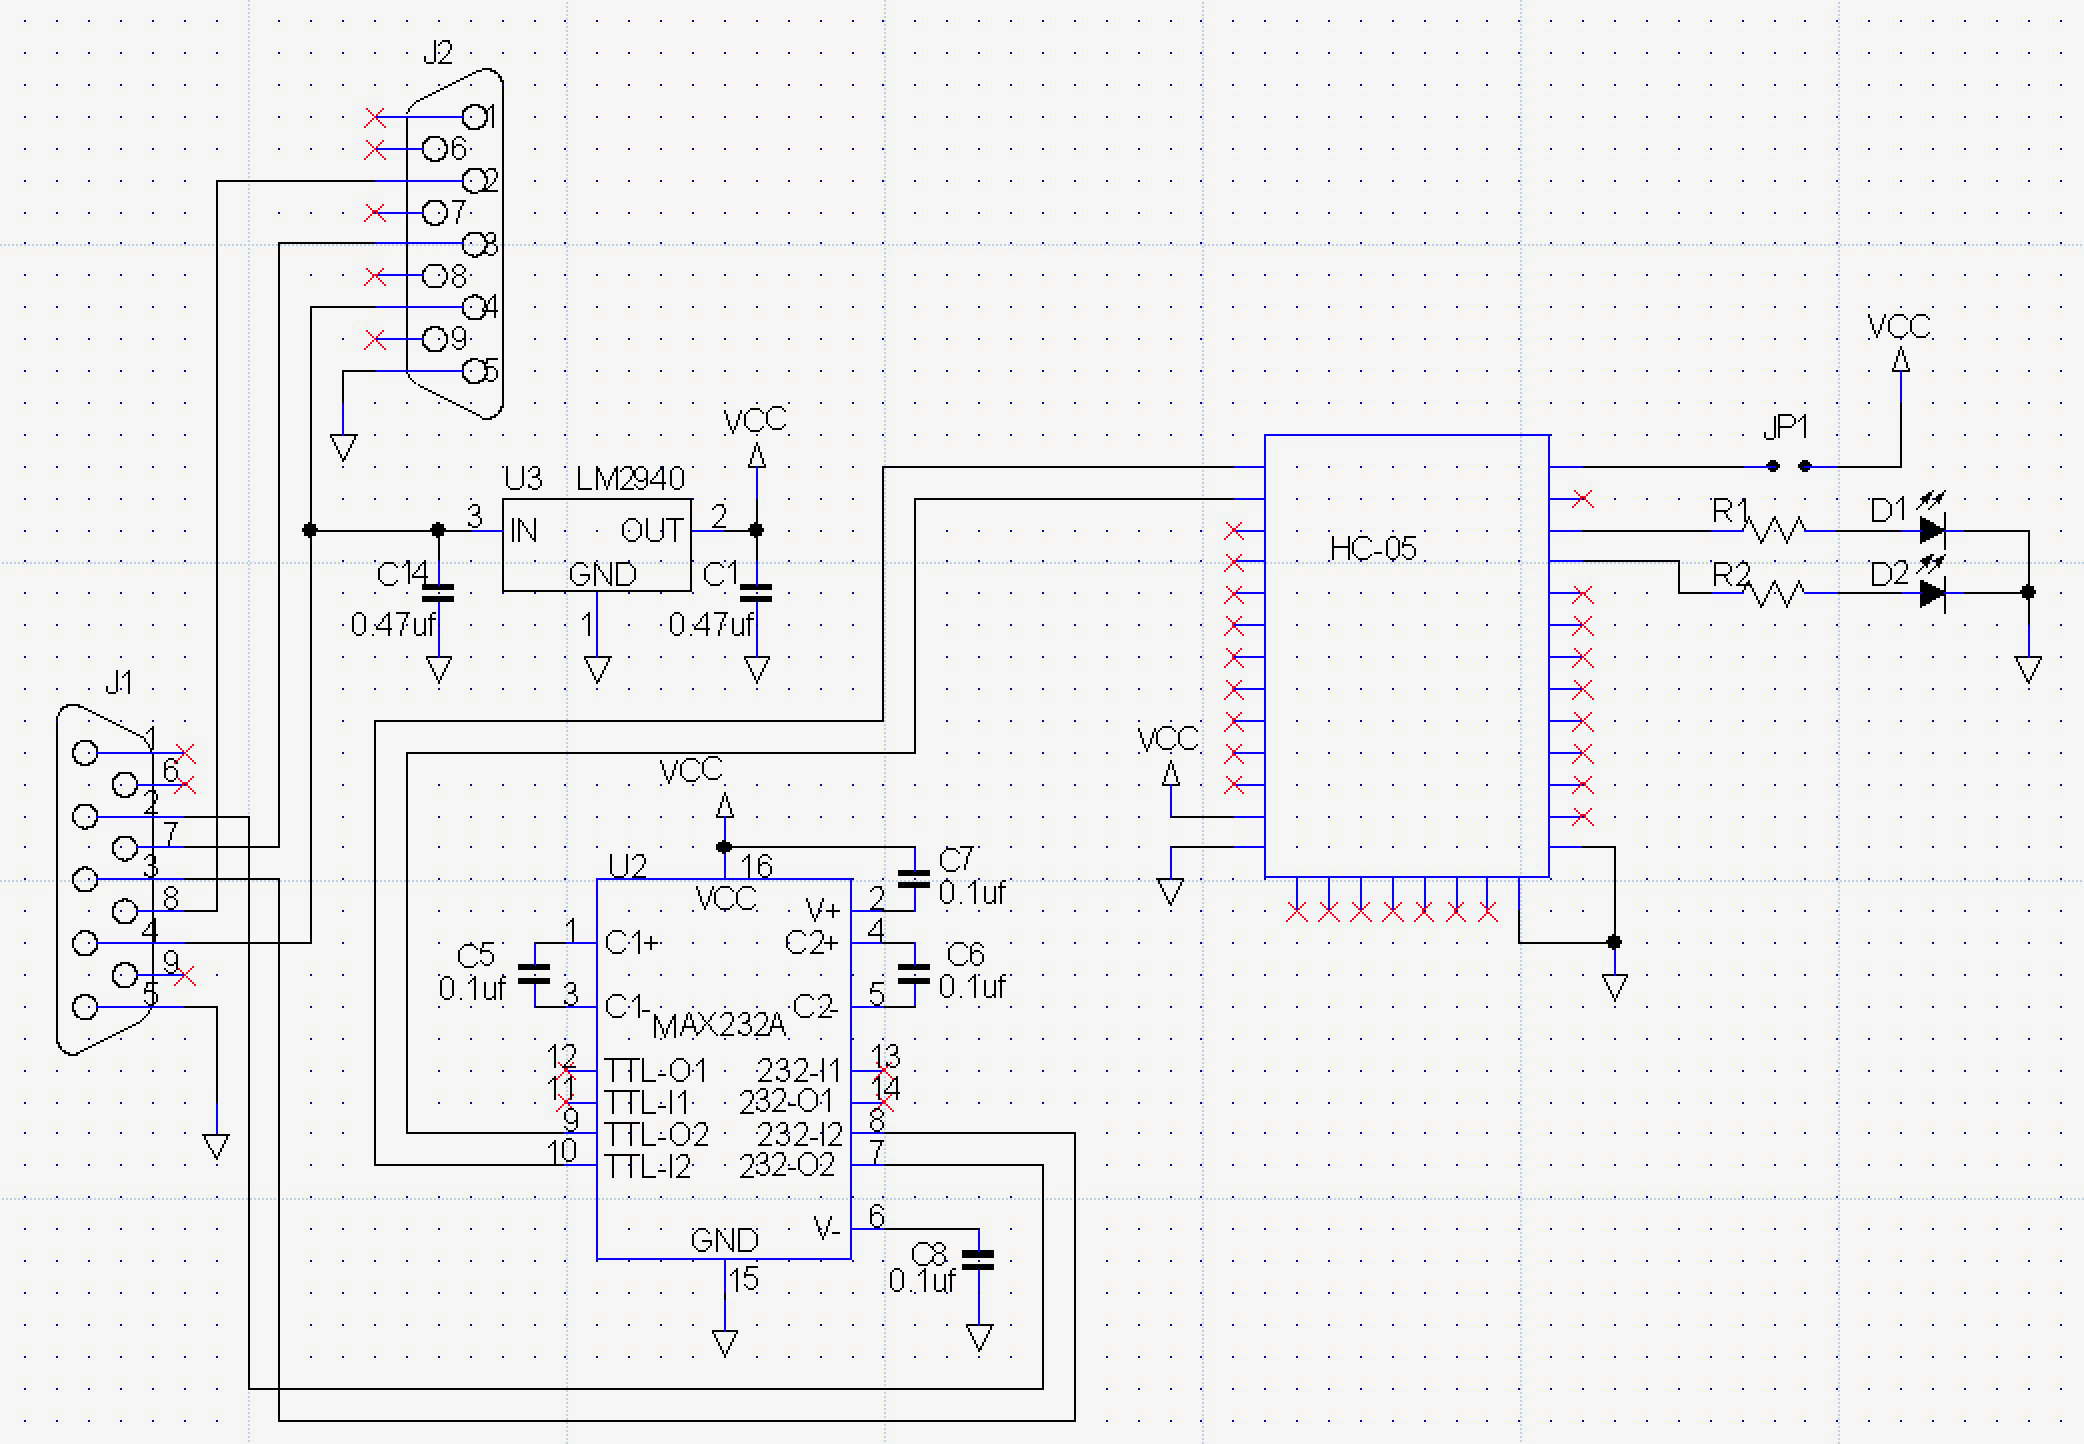 J2
1
6
2
7
3
8
4
9
5
VCC
U3 LM2940
3 IN OUT 2
GND
1
C14
0.47uf
C1
0.47uf
J1
1
6
2
7
3
8
4
9
5
VCC
U2
16
VCC
C7
0.1uf
V+ 2
1 C1+
C2+ 4
C5
0.1uf
C6
0.1uf
3 C1-
C2- 5
MAX232A
12 TTL-O1 232-I1 13
11 TTL-I1 232-O1 14
9 TTL-O2 232-I2 8
10 TTL-I2 232-O2 7
V- 6
GND
15
C8
0.1uf
HC-05
VCC
VCC
JP1
R1 D1
R2 D2